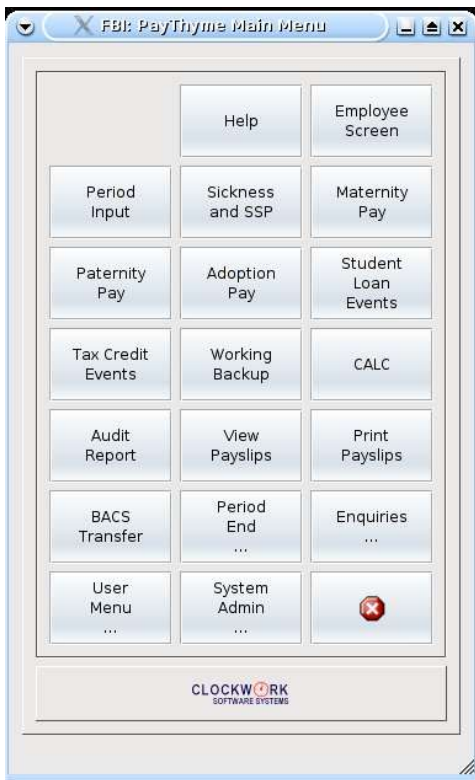 FBI: PayThyme Main Menu
Help
Employee
Screen
Period
Input
Sickness
and SSP
Maternity
Pay
Paternity
Pay
Adoption
Pay
Student
Loan
Events
Tax Credit
Events
Working
Backup
CALC
Audit
Report
View
Payslips
Print
Payslips
BACS
Transfer
Period
End
...
Enquiries
...
User
Menu
...
System
Admin
...
CLOCKWORK
SOFTWARE SYSTEMS